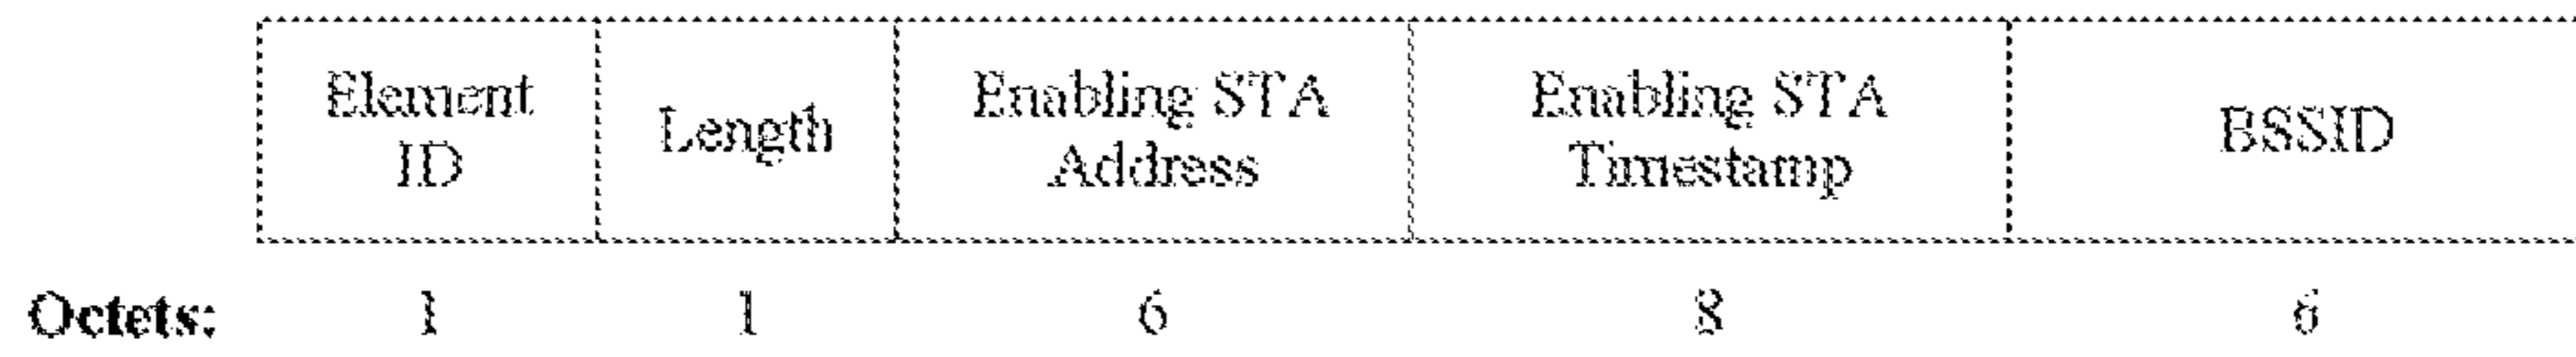 Element ID Length Enabling STA Address Enabling STA Timestamp BSSID
Octets: 1 1 6 8 6